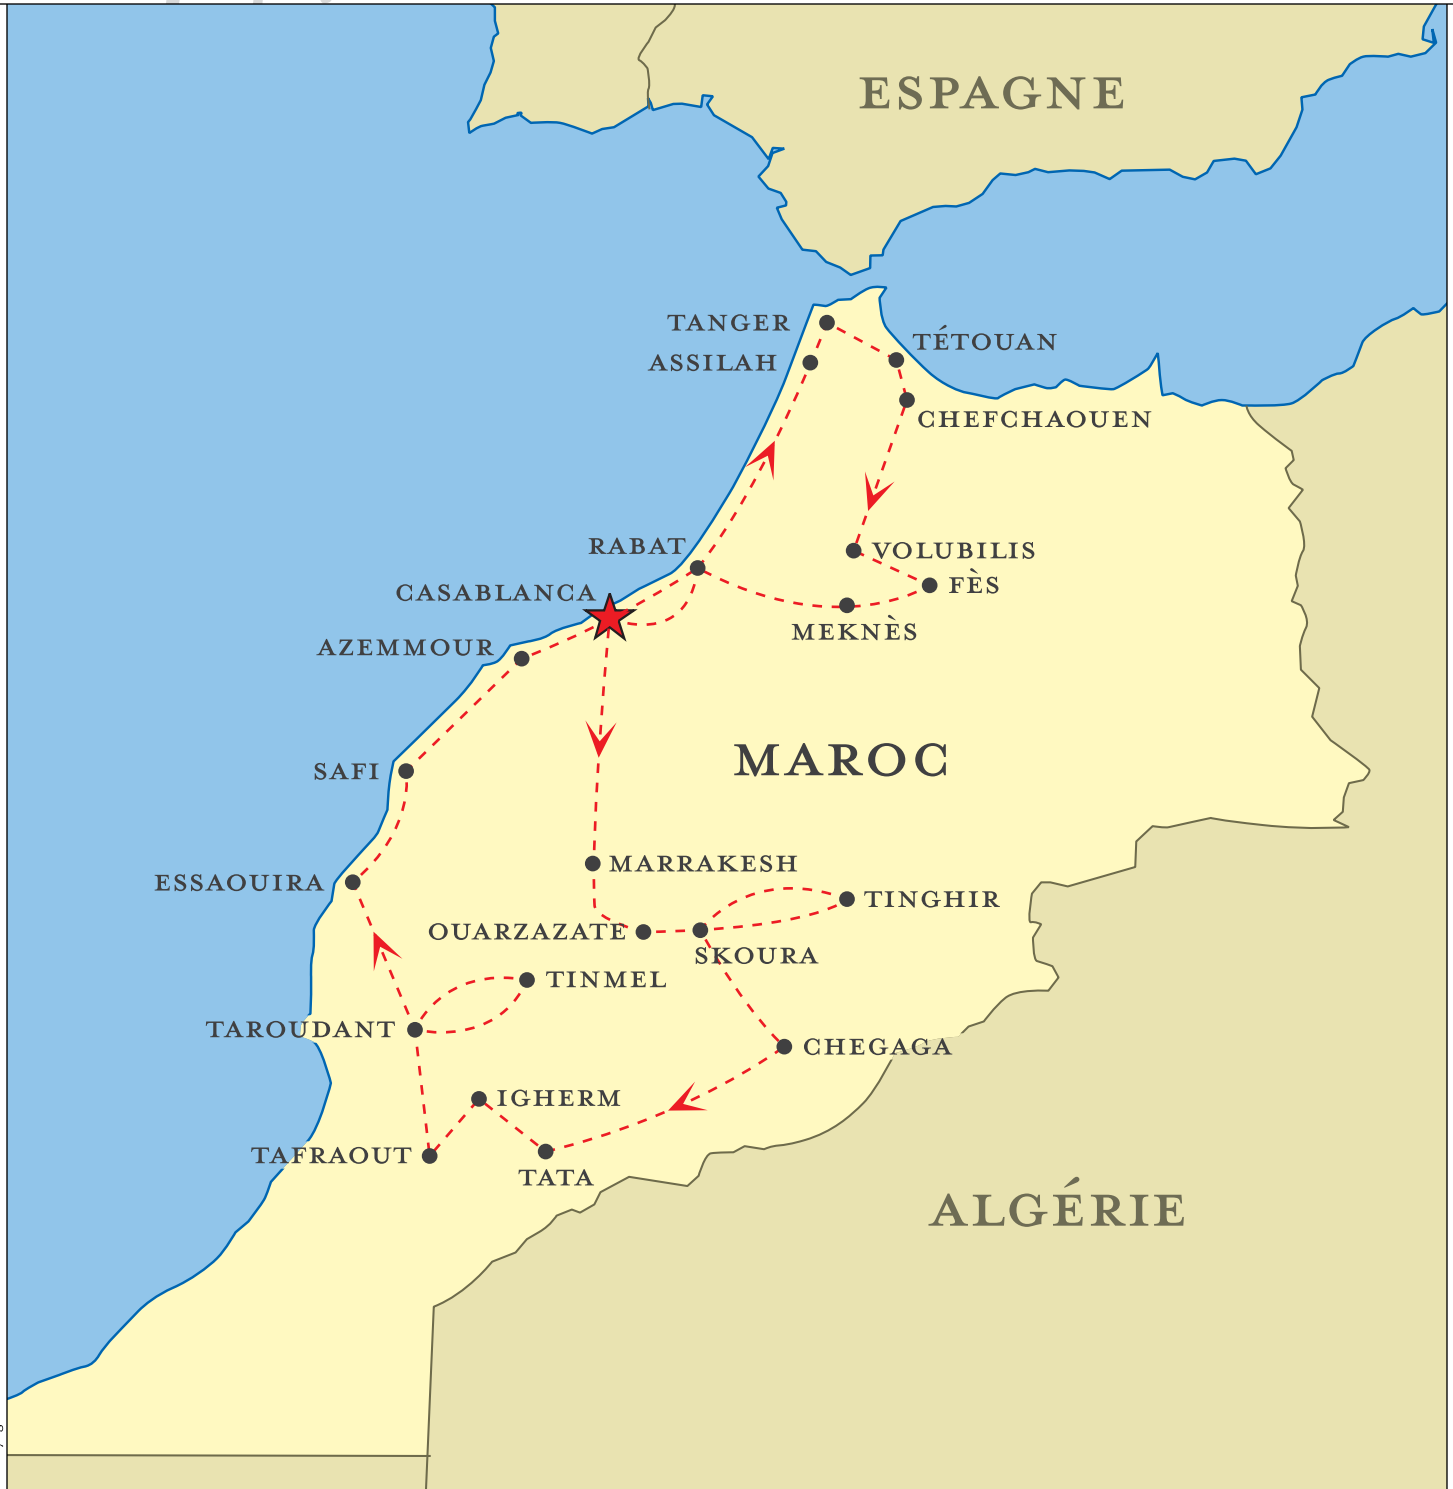 ESPAGNE
TANGER
TÉTOUAN
ASSILAH
CHEFCHAOUEN
RABAT
VOLUBILIS
FÈS
CASABLANCA
MEKNÈS
AZEMMOUR
MAROC
SAFI
MARRAKESH
ESSAOUIRA
TINGHIR
OUARZAZATE
SKOURA
TINMEL
TAROUDANT
CHEGAGA
IGHERM
TAFRAOUT
TATA
ALGÉRIE